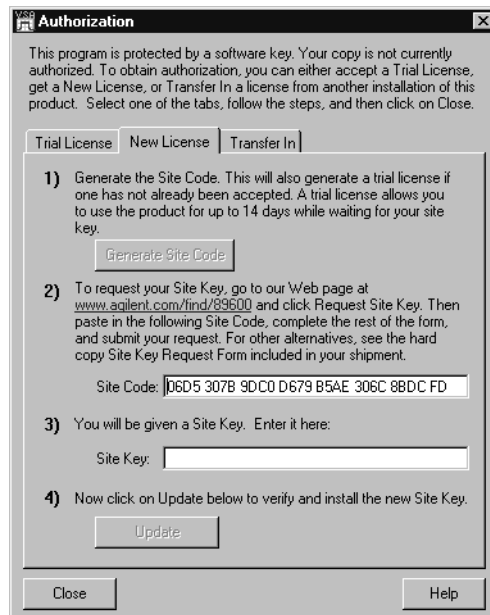 VSA
Authorization
This program is protected by a software key. Your copy is not currently
authorized. To obtain authorization, you can either accept a Trial License,
get a New License, or Transfer In a license from another installation of this
product. Select one of the tabs, follow the steps, and then click on Close.
Trial License New License Transfer In
1) Generate the Site Code. This will also generate a trial license if
one has not already been accepted. A trial license allows you
to use the product for up to 14 days while waiting for your site
key.
Generate Site Code
2) To request your Site Key, go to our Web page at
www.agilent.com/find/89600 and click Request Site Key. Then
paste in the following Site Code, complete the rest of the form,
and submit your request. For other alternatives, see the hard
copy Site Key Request Form included in your shipment.
Site Code: 06D5 307B 9DC0 D679 B5AE 306C 8BDC FD
3) You will be given a Site Key. Enter it here:
Site Key:
4) Now click on Update below to verify and install the new Site Key.
Update
Close Help